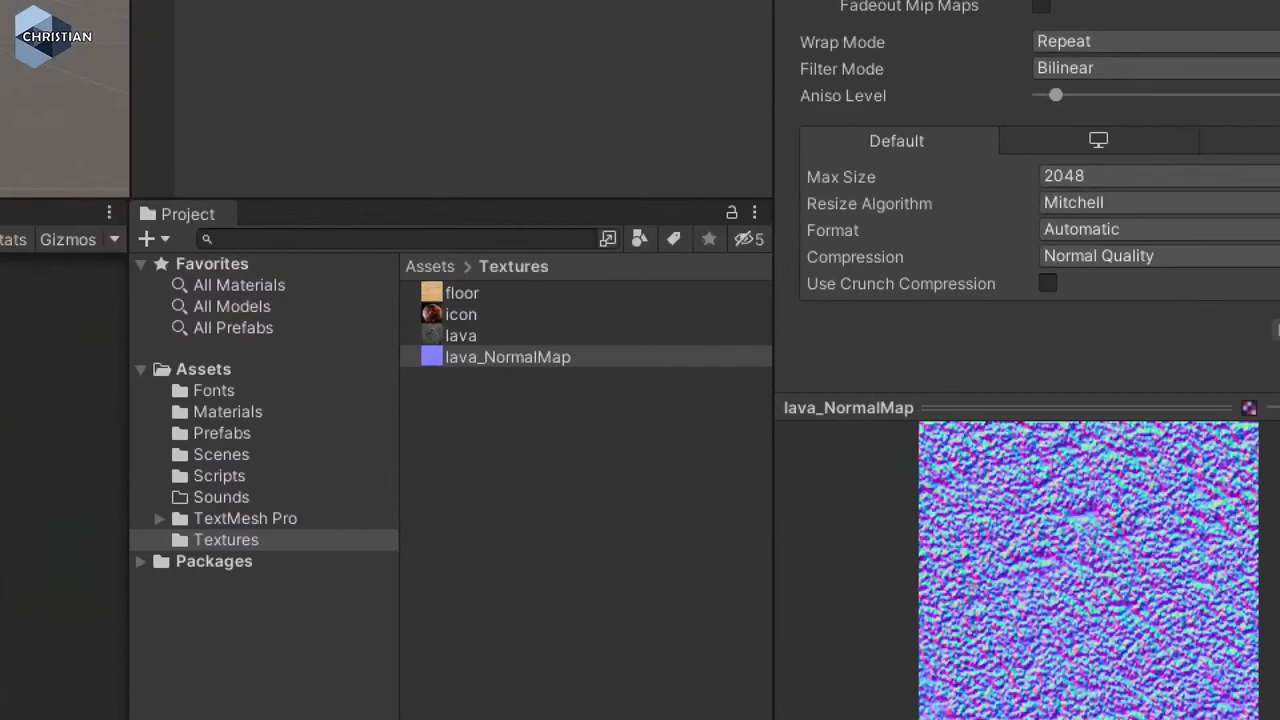 CHRISTIAN
Fadeout Mip Maps
Wrap Mode
Repeat
Filter Mode
Bilinear
Aniso Level
Default
Max Size
2048
Resize Algorithm
Mitchell
Format
Automatic
Compression
Normal Quality
Use Crunch Compression
Project
tats
Gizmos
5
Favorites
All Materials
All Models
All Prefabs
Assets
Fonts
Materials
Prefabs
Scenes
Scripts
Sounds
TextMesh Pro
Textures
Packages
Assets > Textures
floor
icon
lava
lava_NormalMap
lava_NormalMap